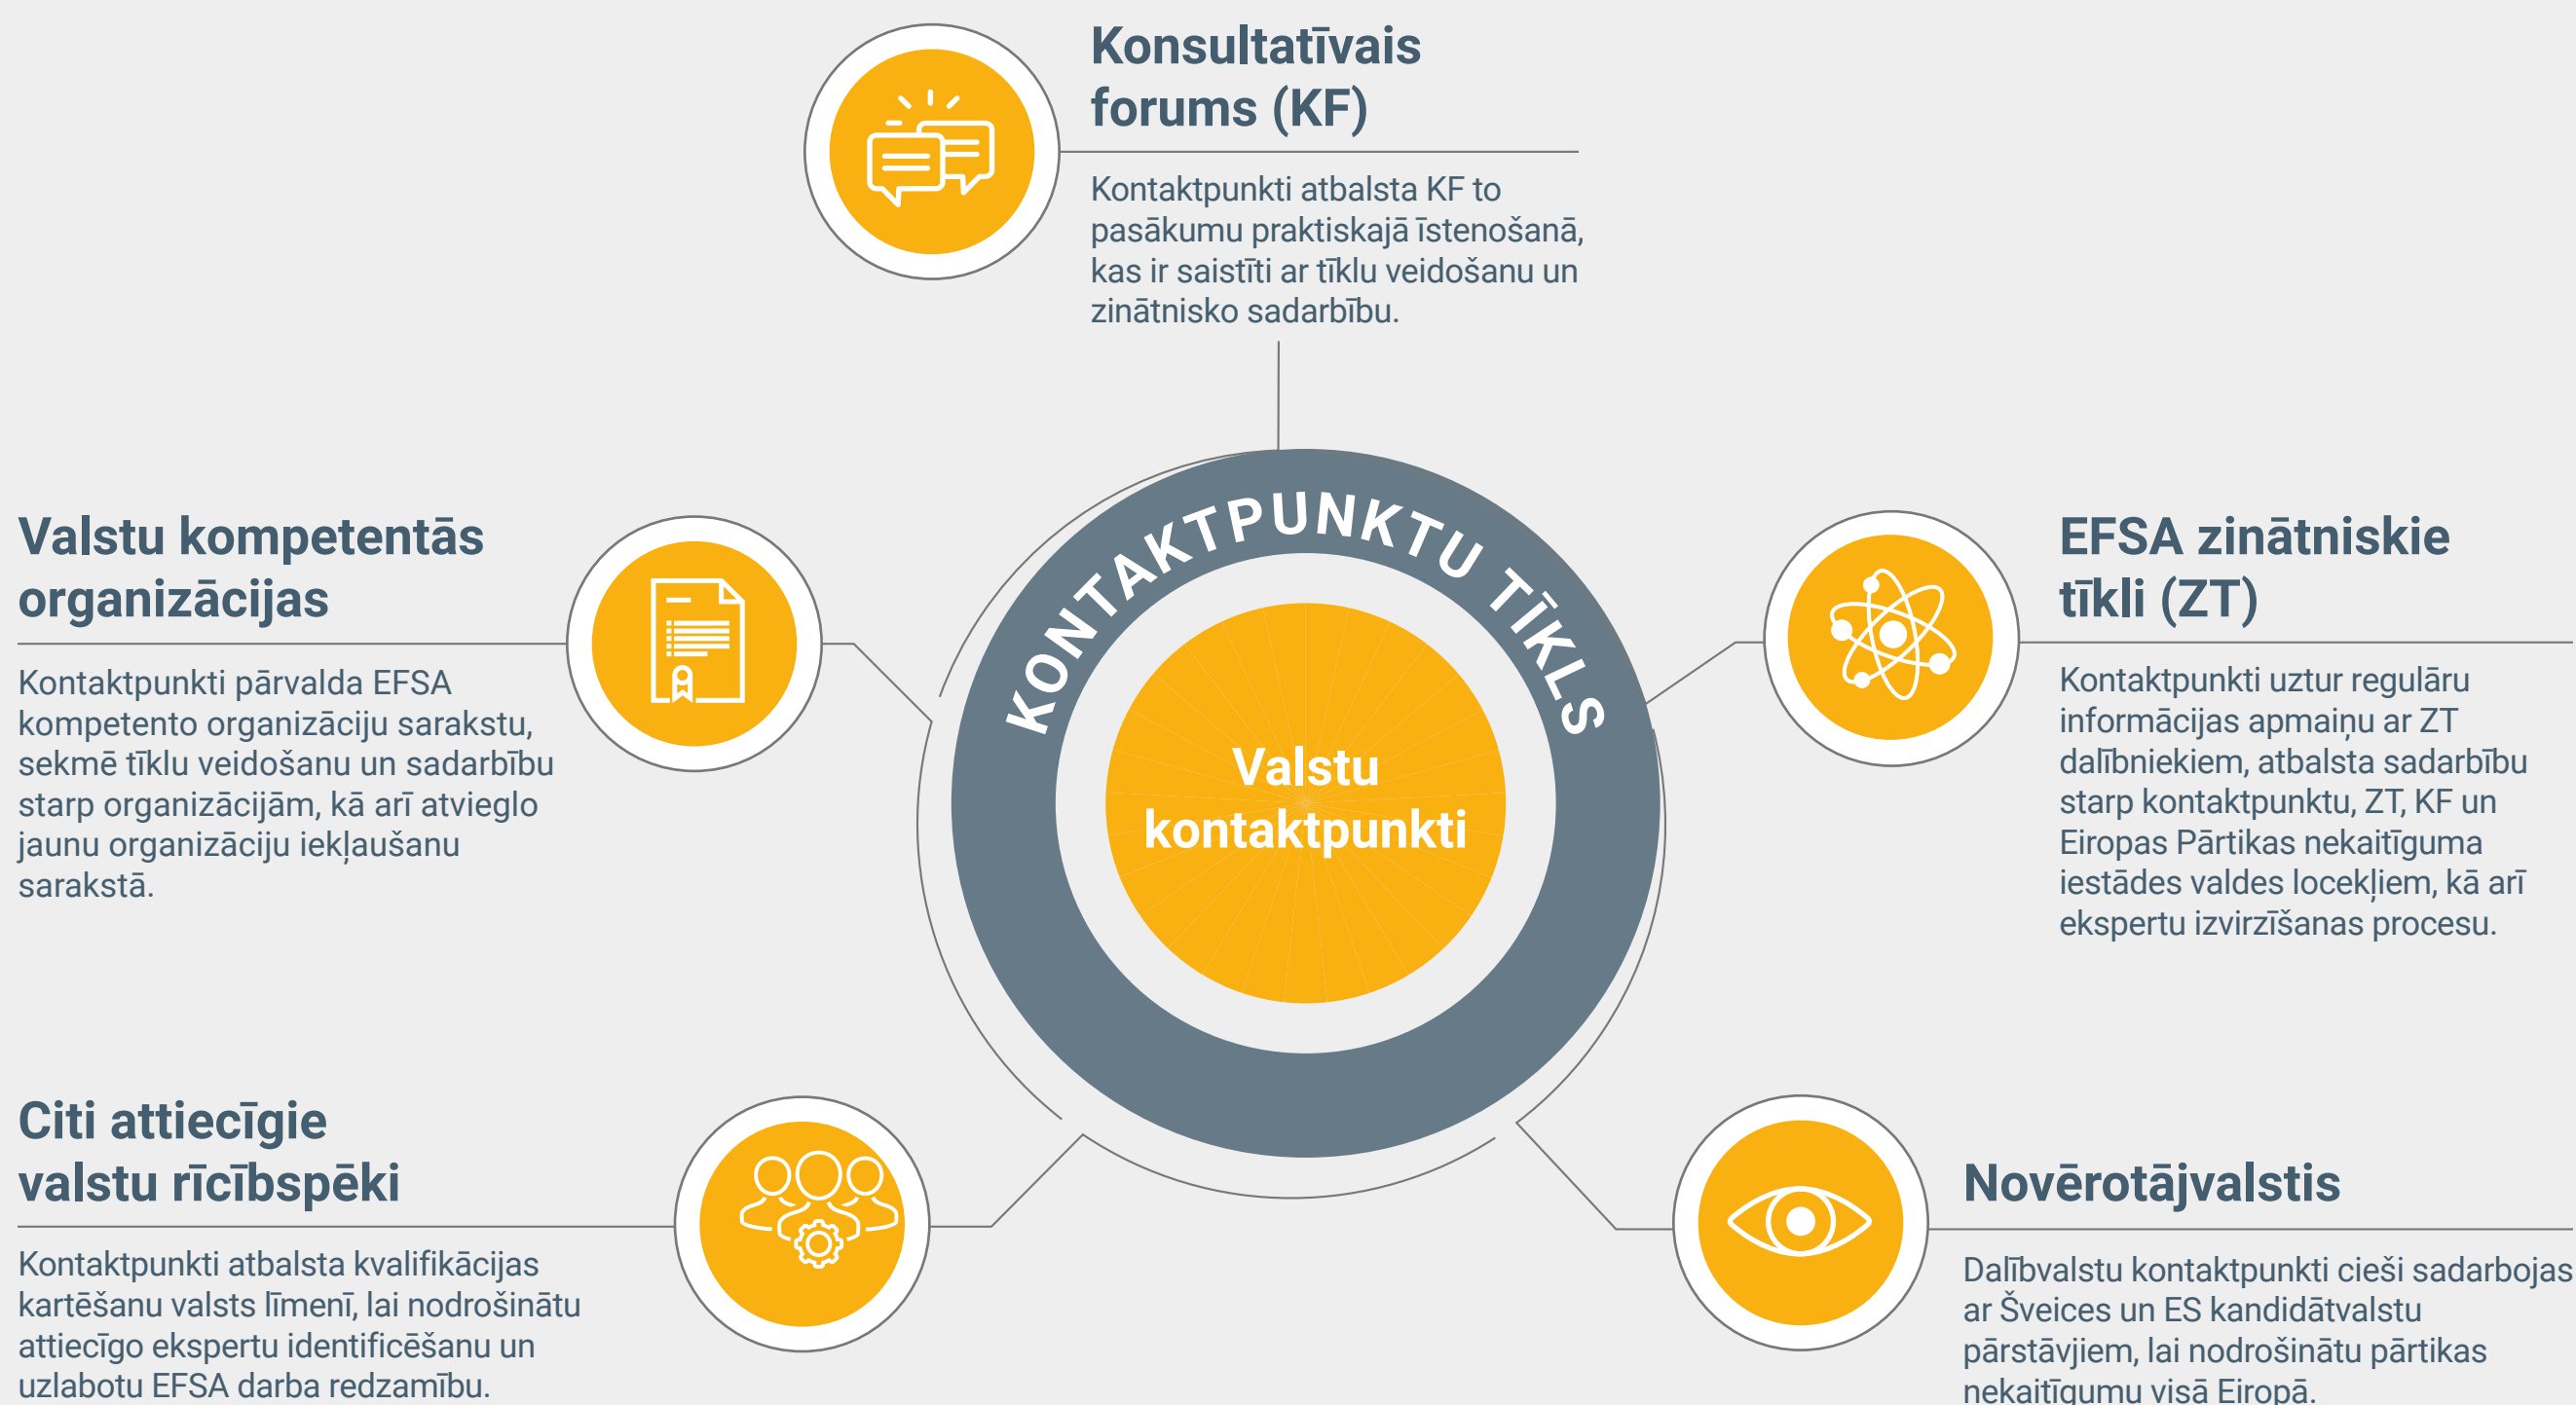 Konsultatīvais
forums (KF)
Kontaktpunkti atbalsta KF to
pasākumu praktiskajā īstenošanā,
kas ir saistīti ar tīklu veidošanu un
zinātnisko sadarbību.
Valstu kompetentās
organizācijas
Kontaktpunkti pārvalda EFSA
kompetento organizāciju sarakstu,
sekmē tīklu veidošanu un sadarbību
starp organizācijām, kā arī atvieglo
jaunu organizāciju iekļaušanu
sarakstā.
KONTAKTPUNKTU TĪKLS
Valstu
kontaktpunkti
EFSA zinātniskie
tīkli (ZT)
Kontaktpunkti uztur regulāru
informācijas apmaiņu ar ZT
dalībniekiem, atbalsta sadarbību
starp kontaktpunktu, ZT, KF un
Eiropas Pārtikas nekaitīguma
iestādes valdes locekļiem, kā arī
ekspertu izvirzīšanas procesu.
Citi attiecīgie
valstu rīcībspēki
Kontaktpunkti atbalsta kvalifikācijas
kartēšanu valsts līmenī, lai nodrošinātu
attiecīgo ekspertu identificēšanu un
uzlabotu EFSA darba redzamību.
Novērotājvalstis
Dalībvalstu kontaktpunkti cieši sadarbojas
ar Šveices un ES kandidātvalstu
pārstāvjiem, lai nodrošinātu pārtikas
nekaitīgumu visā Eiropā.